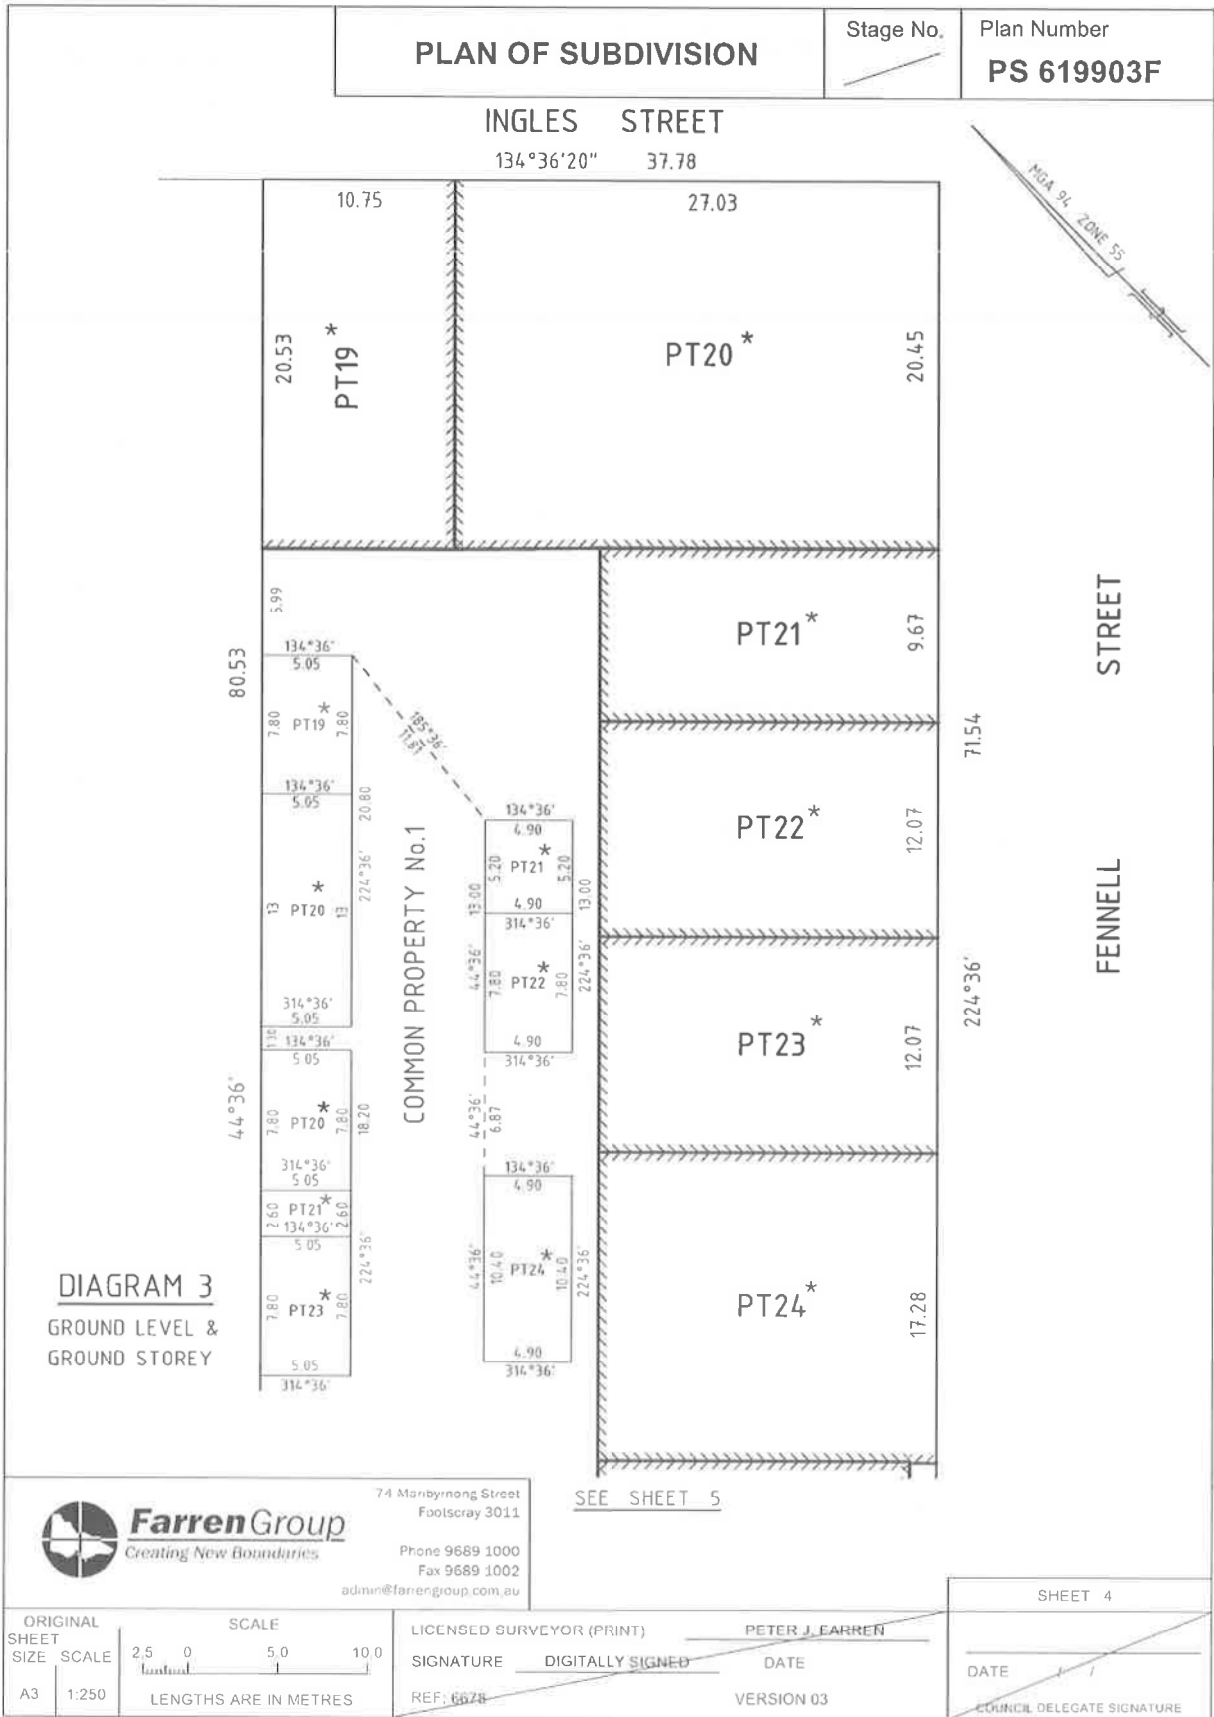 PLAN OF SUBDIVISION
Stage No.
Plan Number
PS 619903F
INGLES STREET
134°36'20" 37.78
MGA 94 ZONE 55
10.75
27.03
20.53
PT19*
PT20*
20.45
5.99
80.53
134°36'
5.05
7.80 PT19* 7.80
134°36'
5.05
185°36'
11.81
20.80
224°36'
13 PT20* 13
314°36'
5.05
1.30
134°36'
5.05
44°36'
7.80 PT20* 7.80
18.20
314°36'
5.05
2.60 PT21* 2.60
134°36'
5.05
224°36'
7.80 PT23* 7.80
5.05
314°36'
COMMON PROPERTY No.1
134°36'
4.90
5.20 PT21* 5.20
13.00
13.00
4.90
314°36'
44°36'
7.80 PT22* 7.80
224°36'
4.90
314°36'
44°36'
6.87
134°36'
4.90
44°36'
10.40 PT24* 10.40
224°36'
4.90
314°36'
PT21*
9.67
PT22*
12.07
PT23*
12.07
PT24*
17.28
71.54
224°36'
FENNELL STREET
DIAGRAM 3
GROUND LEVEL &
GROUND STOREY
SEE SHEET 5
Farren Group
Creating New Boundaries
74 Maribyrnong Street
Footscray 3011
Phone 9689 1000
Fax 9689 1002
admin@farrengroup.com.au
SHEET 4
ORIGINAL
SHEET
SIZE
SCALE
A3
1:250
SCALE
2.5 0 5.0 10.0
LENGTHS ARE IN METRES
LICENSED SURVEYOR (PRINT) PETER J. FARREN
SIGNATURE DIGITALLY SIGNED DATE
REF: 6678 VERSION 03
DATE / /
COUNCIL DELEGATE SIGNATURE